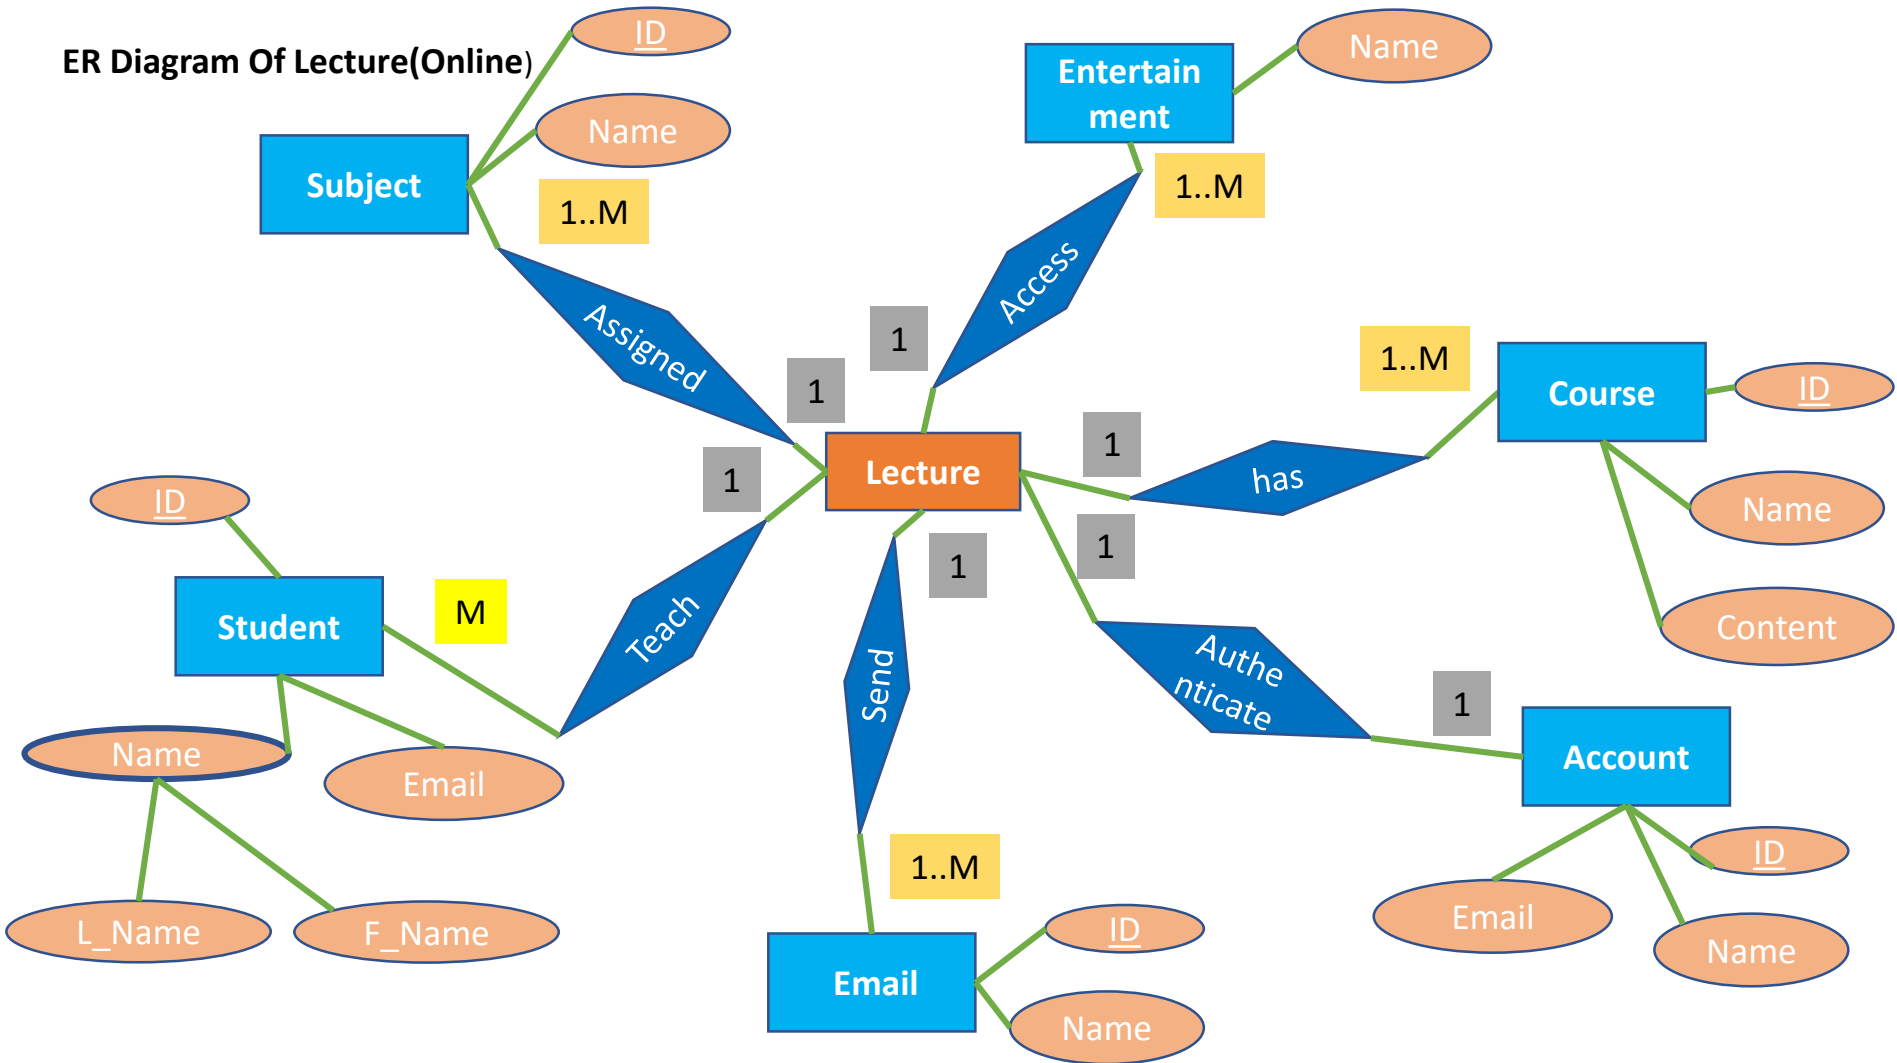 ER Diagram Of Lecture(Online)
ID
Name
Subject
1..M
Assigned
1
Entertain
ment
Name
1..M
Access
1
Lecture
1
has
1..M
Course
ID
Name
Content
1
Teach
M
Student
ID
Name
Email
L_Name
F_Name
1
Send
1..M
Email
ID
Name
1
Authe
nticate
1
Account
ID
Email
Name